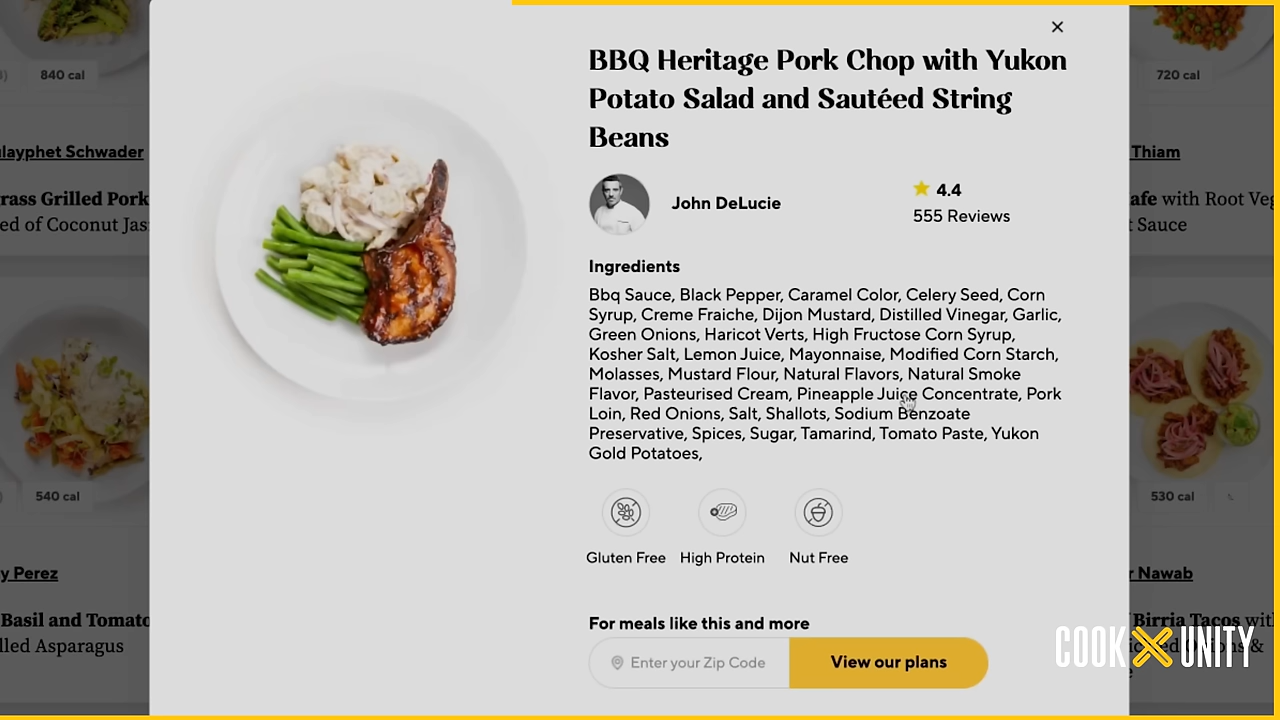 840 cal
layphet Schwader
rass Grilled Pork
ed of Coconut Jas
540 cal
y Perez
Basil and Tomato
lled Asparagus
BBQ Heritage Pork Chop with Yukon
Potato Salad and Sautéed String
Beans
John DeLucie
4.4
555 Reviews
Ingredients
Bbq Sauce, Black Pepper, Caramel Color, Celery Seed, Corn
Syrup, Creme Fraiche, Dijon Mustard, Distilled Vinegar, Garlic,
Green Onions, Haricot Verts, High Fructose Corn Syrup,
Kosher Salt, Lemon Juice, Mayonnaise, Modified Corn Starch,
Molasses, Mustard Flour, Natural Flavors, Natural Smoke
Flavor, Pasteurised Cream, Pineapple Juice Concentrate, Pork
Loin, Red Onions, Salt, Shallots, Sodium Benzoate
Preservative, Spices, Sugar, Tamarind, Tomato Paste, Yukon
Gold Potatoes,
Gluten Free
High Protein
Nut Free
For meals like this and more
Enter your Zip Code
View our plans
720 cal
Thiam
afe with Root Veg
t Sauce
530 cal
r Nawab
Birria Tacos with
COOK UNITY